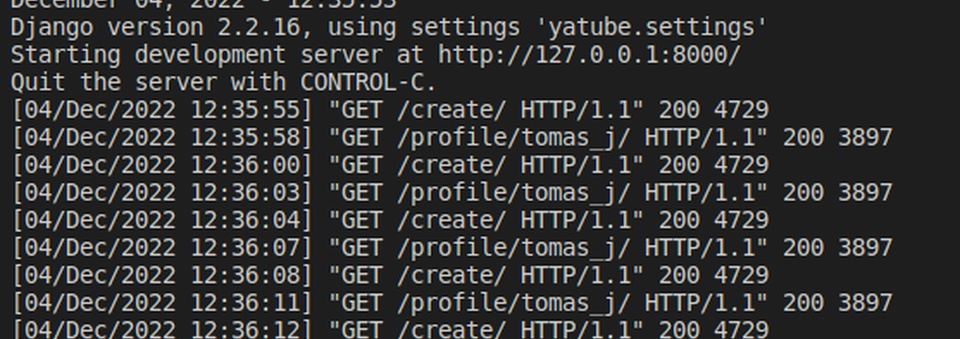 December 04, 2022 - 12:35:53
Django version 2.2.16, using settings 'yatube.settings'
Starting development server at http://127.0.0.1:8000/
Quit the server with CONTROL-C.
[04/Dec/2022 12:35:55] "GET /create/ HTTP/1.1" 200 4729
[04/Dec/2022 12:35:58] "GET /profile/tomas_j/ HTTP/1.1" 200 3897
[04/Dec/2022 12:36:00] "GET /create/ HTTP/1.1" 200 4729
[04/Dec/2022 12:36:03] "GET /profile/tomas_j/ HTTP/1.1" 200 3897
[04/Dec/2022 12:36:04] "GET /create/ HTTP/1.1" 200 4729
[04/Dec/2022 12:36:07] "GET /profile/tomas_j/ HTTP/1.1" 200 3897
[04/Dec/2022 12:36:08] "GET /create/ HTTP/1.1" 200 4729
[04/Dec/2022 12:36:11] "GET /profile/tomas_j/ HTTP/1.1" 200 3897
[04/Dec/2022 12:36:12] "GET /create/ HTTP/1.1" 200 4729